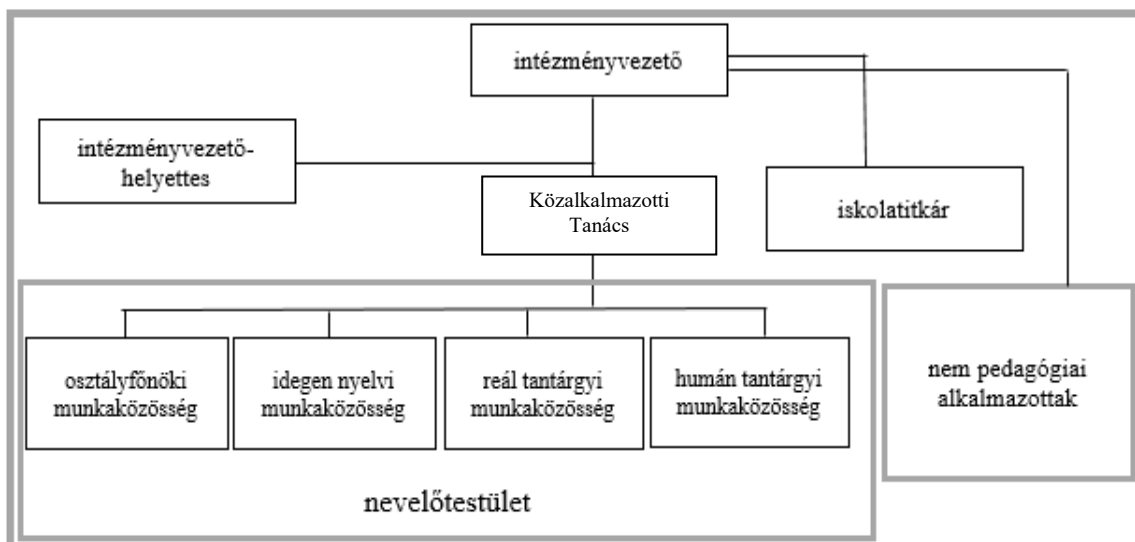 intézményvezető
intézményvezető-
helyettes
Közalkalmazotti
Tanács
iskolatitkár
osztályfőnöki
munkaközösség
idegen nyelvi
munkaközösség
reál tantárgyi
munkaközösség
humán tantárgyi
munkaközösség
nem pedagógiai
alkalmazottak
nevelőtestület